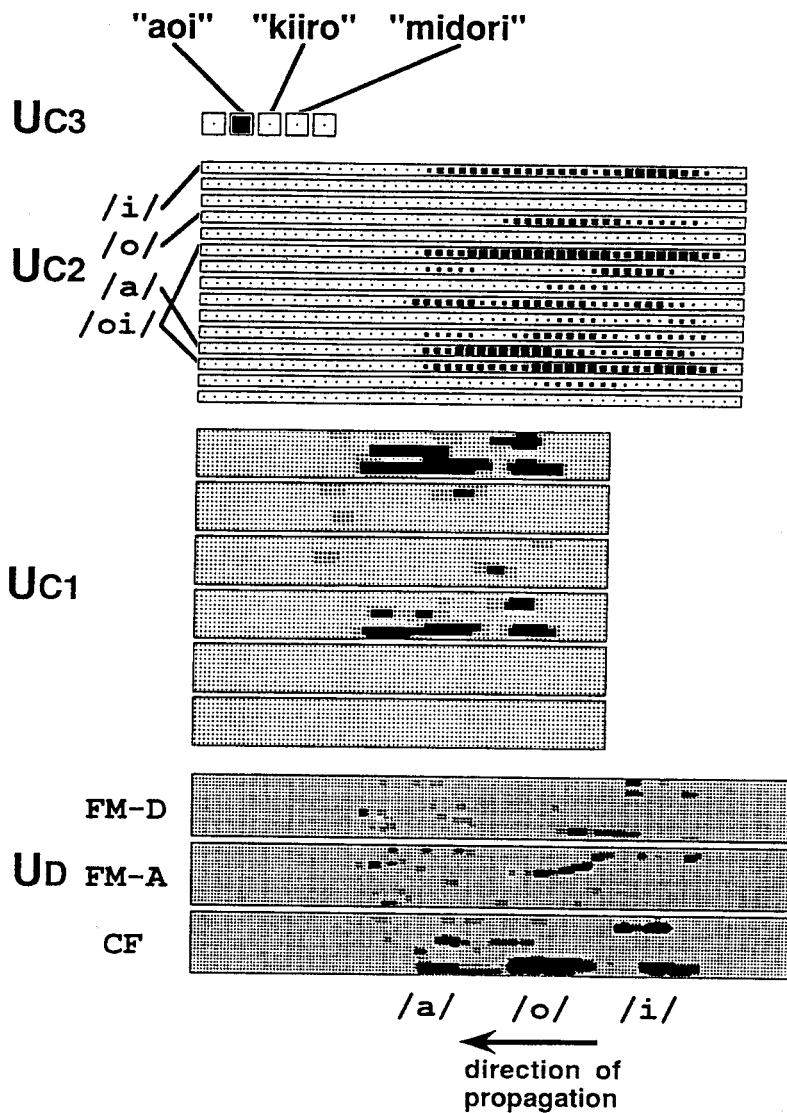 "aoi" "kiiro" "midori"
UC3
/i/
/o/
UC2
/a/
/oi/
UC1
FM-D
UD FM-A
CF
/a/ /o/ /i/
direction of
propagation